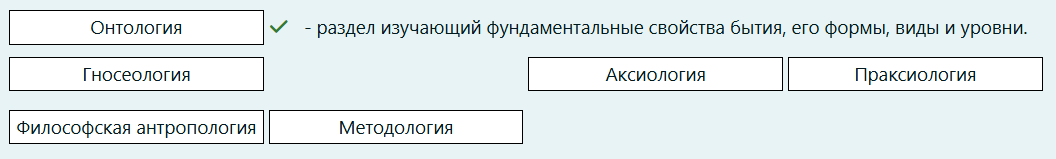 Онтология - раздел изучающий фундаментальные свойства бытия, его формы, виды и уровни.
Гносеология Аксиология Праксиология
Философская антропология Методология